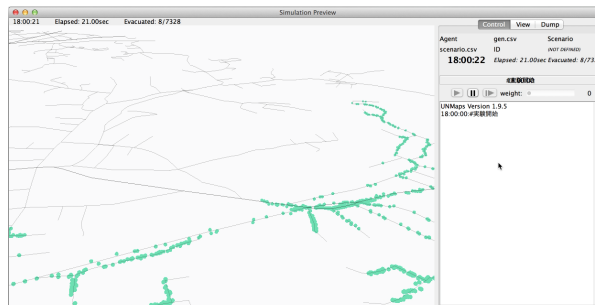 Simulation Preview
18:00:21 Elapsed: 21.00sec Evacuated: 8/7328
Control View Dump
Agent gen.csv Scenario
scenario.csv ID (NOT DEFINED)
18:00:22 Elapsed: 21.00sec Evacuated: 8/73
weight: 0
UNMaps Version 1.9.5
18:00:00:#実験開始